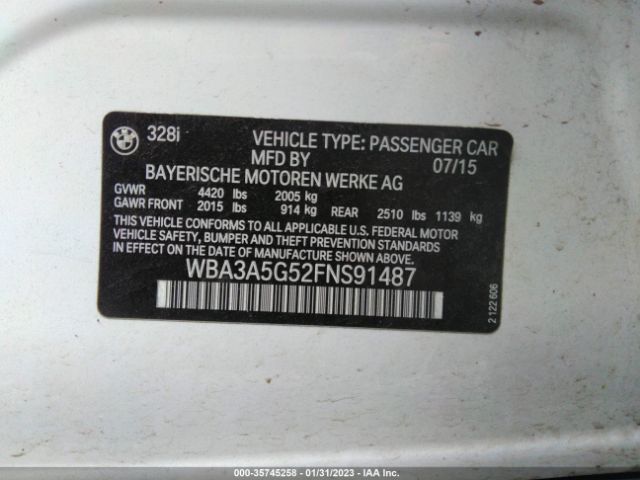 328i VEHICLE TYPE: PASSENGER CAR
MFD BY 07/15
BAYERISCHE MOTOREN WERKE AG
GVWR 4420 lbs 2005 kg
GAWR FRONT 2015 lbs 914 kg REAR 2510 lbs 1139 kg
THIS VEHICLE CONFORMS TO ALL APPLICABLE U.S. FEDERAL MOTOR
VEHICLE SAFETY, BUMPER AND THEFT PREVENTION STANDARDS
IN EFFECT ON DATE OF MANUFACTURE SHOWN ABOVE.
WBA3A5G52FNS91487
2 122 606
000-35745258 - 01/31/2023 - IAA Inc.